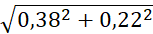 √(0,38² + 0,22²)